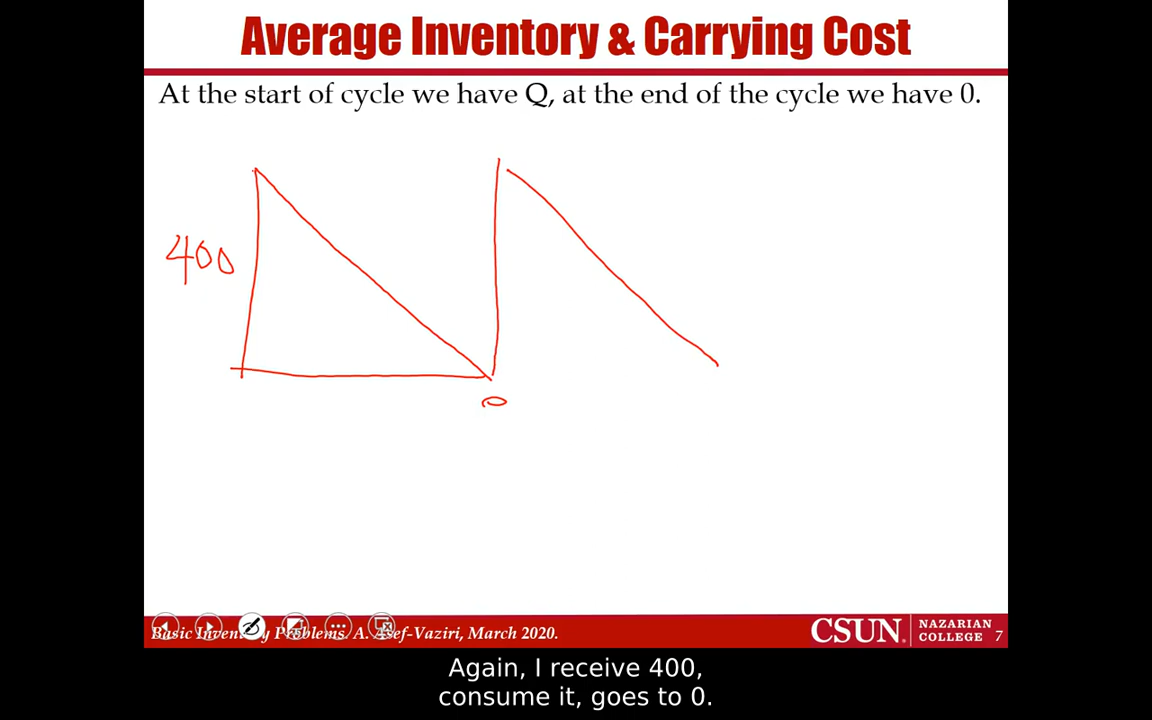 Average Inventory & Carrying Cost
At the start of cycle we have Q, at the end of the cycle we have 0.
400
0
Basic Inventory Problems. A. Asef-Vaziri, March 2020.
CSUN
NAZARIAN
COLLEGE
7
Again, I receive 400,
consume it, goes to 0.